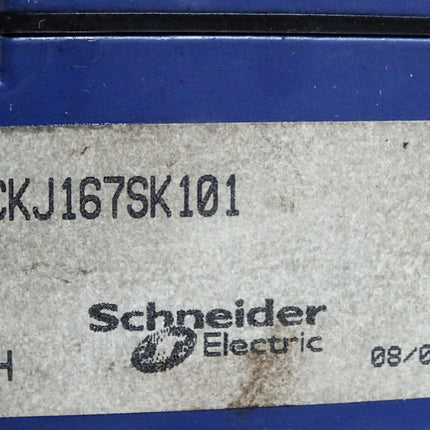 CKJ167SK101
Schneider
Electric
H
08/0